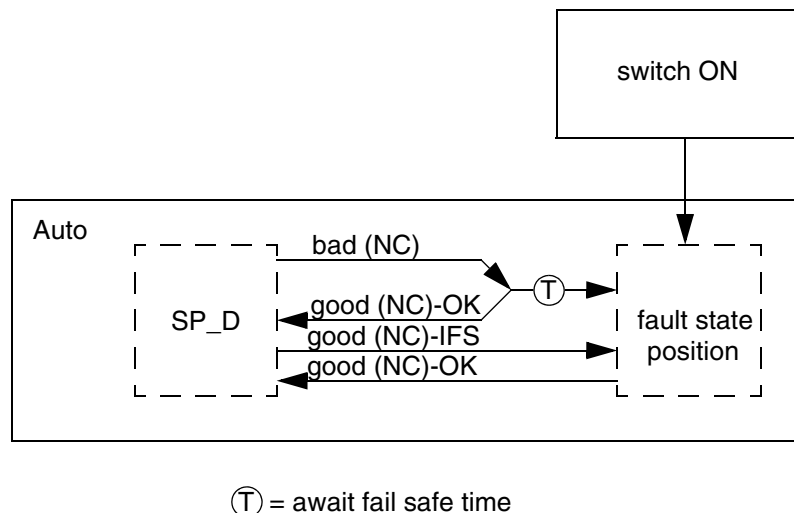 switch ON
Auto
bad (NC)
T
SP_D
good (NC)-OK
fault state
position
good (NC)-IFS
good (NC)-OK
T = await fail safe time